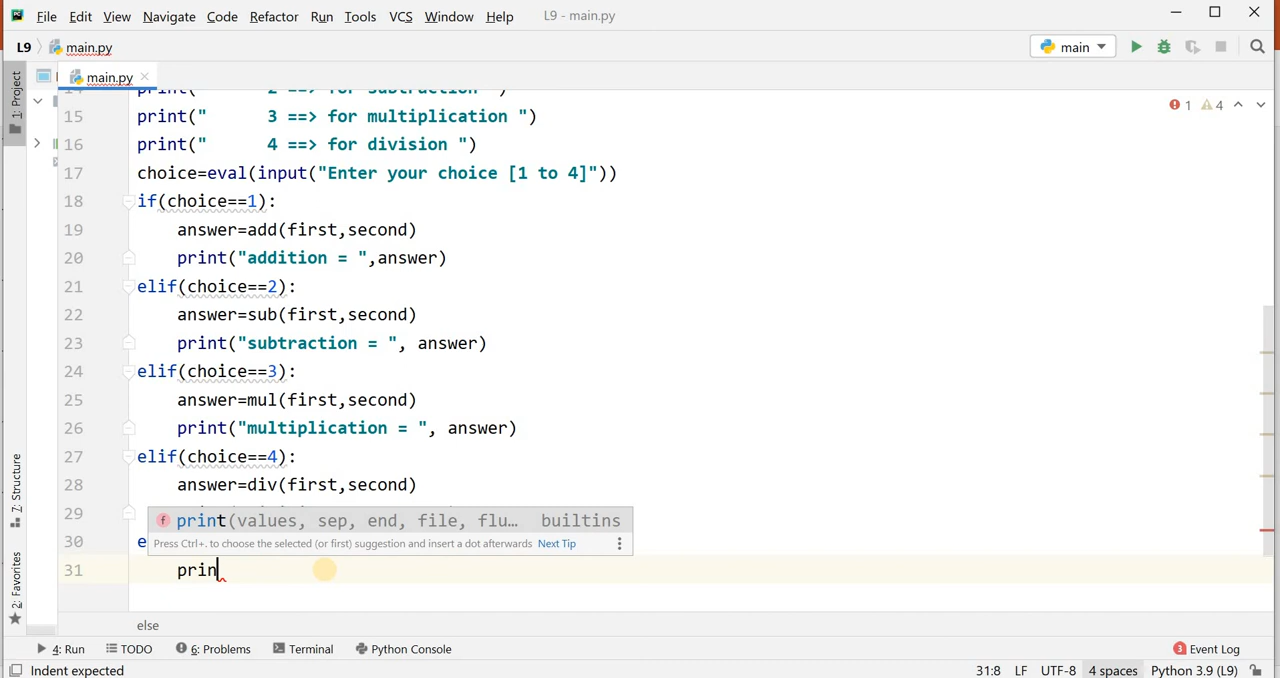 File Edit View Navigate Code Refactor Run Tools VCS Window Help L9 - main.py
L9 main.py main
1: Project main.py
1 4
print(" 2 ==> for subtraction ")
15 print(" 3 ==> for multiplication ")
16 print(" 4 ==> for division ")
17 choice=eval(input("Enter your choice [1 to 4]"))
18 if(choice==1):
19 answer=add(first,second)
20 print("addition = ",answer)
21 elif(choice==2):
22 answer=sub(first,second)
23 print("subtraction = ", answer)
24 elif(choice==3):
25 answer=mul(first,second)
26 print("multiplication = ", answer)
27 elif(choice==4):
28 answer=div(first,second)
29
f print(values, sep, end, file, flu… builtins
30 e
Press Ctrl+. to choose the selected (or first) suggestion and insert a dot afterwards Next Tip
31 prin
else
7: Structure
2: Favorites
4: Run TODO 6: Problems Terminal Python Console 3 Event Log
Indent expected 31:8 LF UTF-8 4 spaces Python 3.9 (L9)